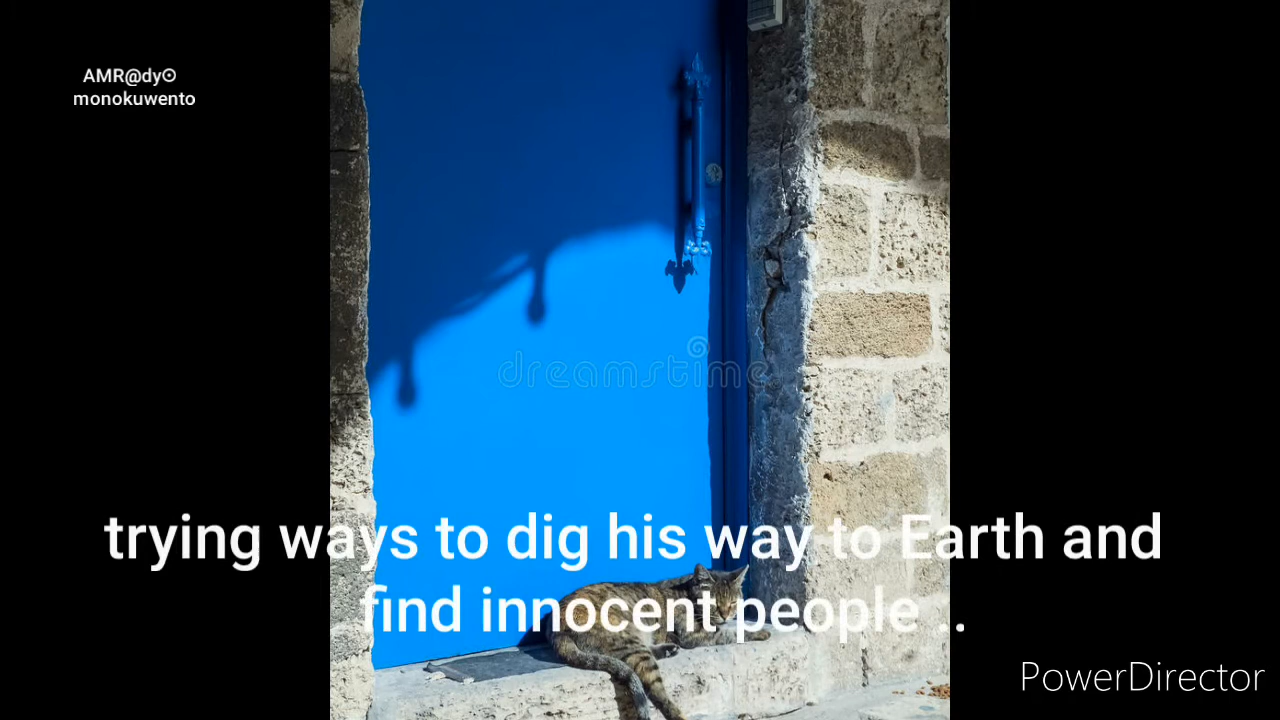 AMR@dy⊙
monokuwento
dreamstime
trying ways to dig his way to Earth and
find innocent people ..
PowerDirector